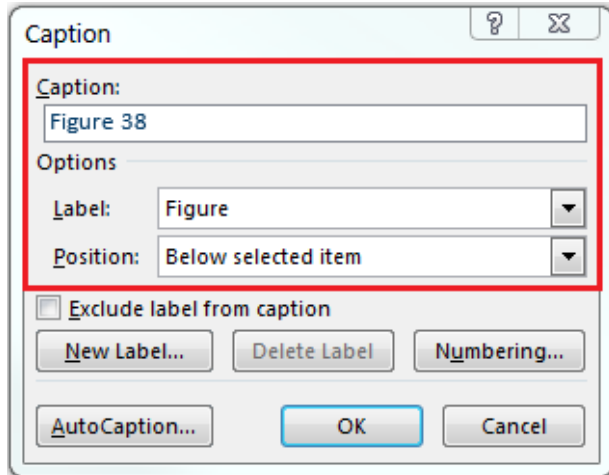 Caption
Caption:
Figure 38
Options
Label: Figure
Position: Below selected item
Exclude label from caption
New Label... Delete Label Numbering...
AutoCaption... OK Cancel